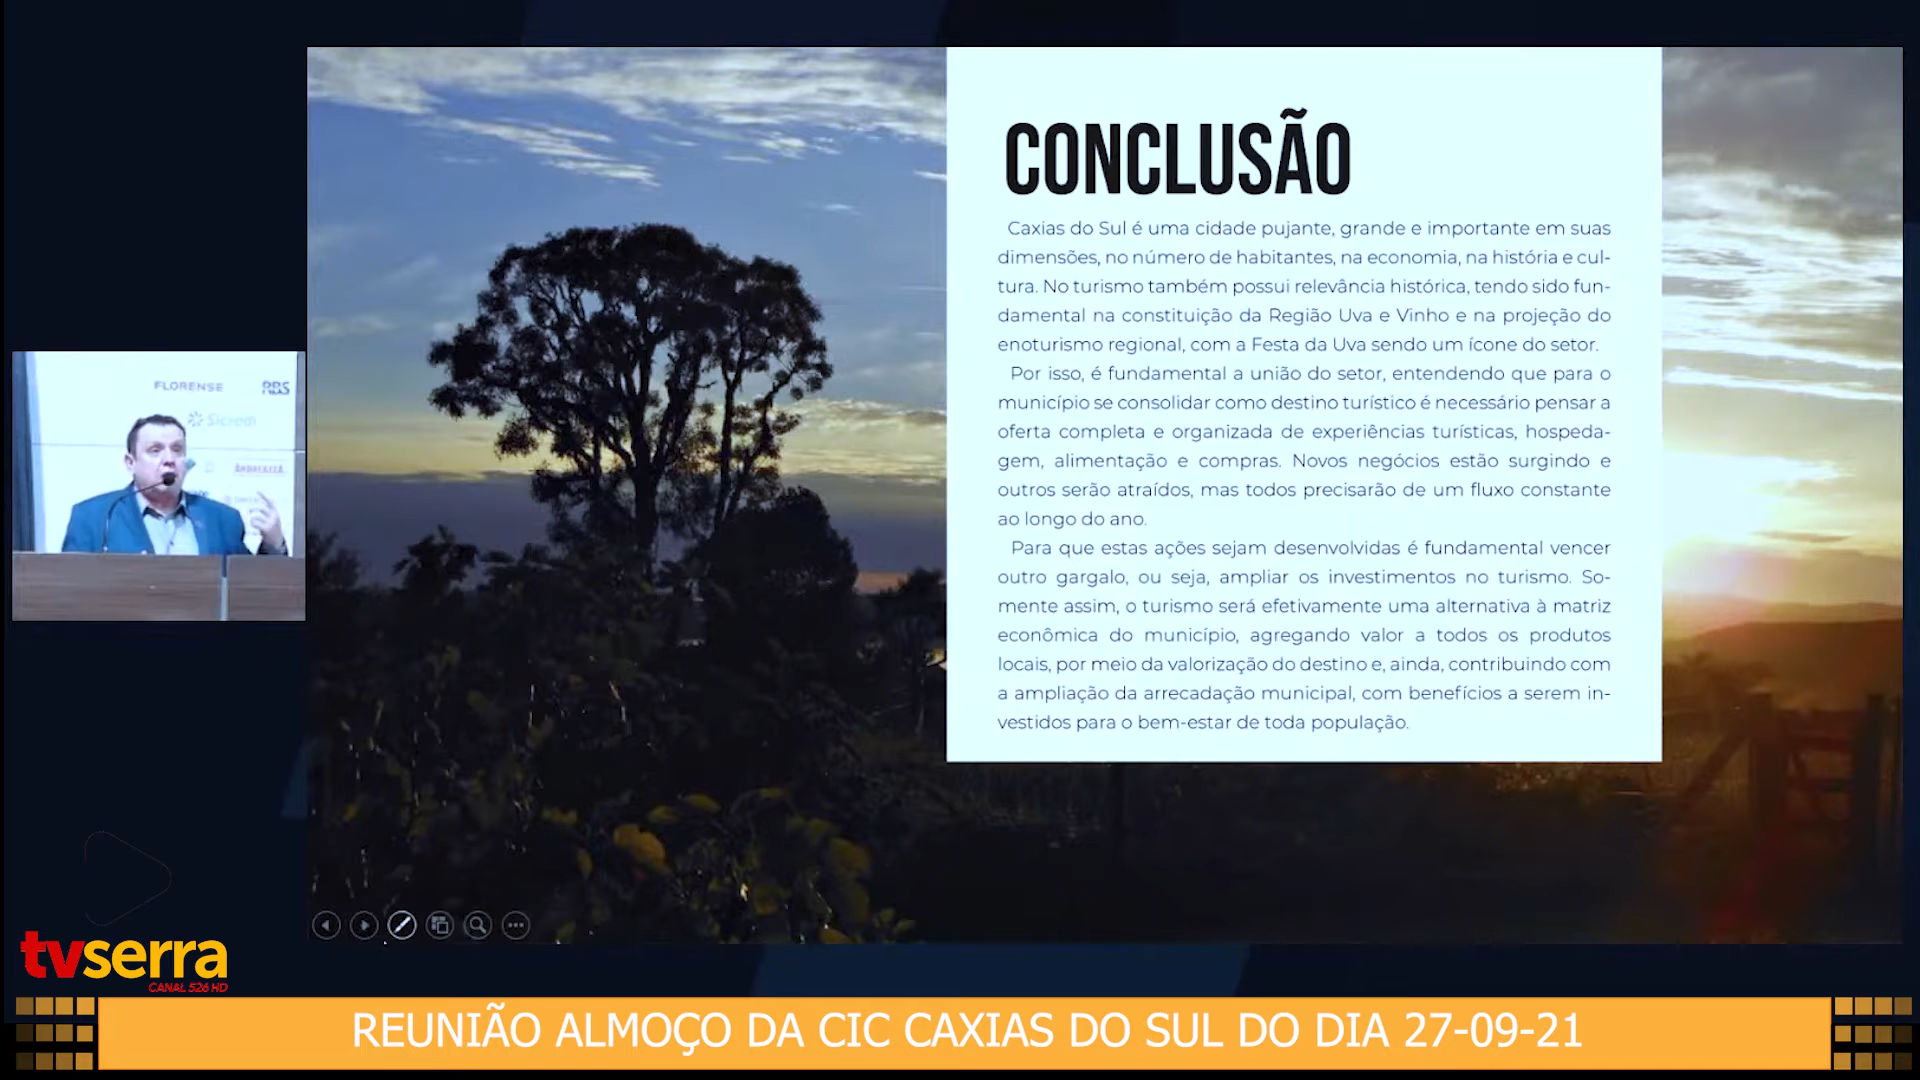 FLORENSE
RBS
Sicredi
CONCLUSÃO
Caxias do Sul é uma cidade pujante, grande e importante em suas
dimensões, no número de habitantes, na economia, na história e cul-
tura. No turismo também possui relevância histórica, tendo sido fun-
damental na constituição da Região Uva e Vinho e na projeção do
enoturismo regional, com a Festa da Uva sendo um ícone do setor.
Por isso, é fundamental a união do setor, entendendo que para o
município se consolidar como destino turístico é necessário pensar a
oferta completa e organizada de experiências turísticas, hospeda-
gem, alimentação e compras. Novos negócios estão surgindo e
outros serão atraídos, mas todos precisarão de um fluxo constante
ao longo do ano.
Para que estas ações sejam desenvolvidas é fundamental vencer
outro gargalo, ou seja, ampliar os investimentos no turismo. So-
mente assim, o turismo será efetivamente uma alternativa à matriz
econômica do município, agregando valor a todos os produtos
locais, por meio da valorização do destino e, ainda, contribuindo com
a ampliação da arrecadação municipal, com benefícios a serem in-
vestidos para o bem-estar de toda população.
tvserra
CANAL 526 HD
REUNIÃO ALMOÇO DA CIC CAXIAS DO SUL DO DIA 27-09-21